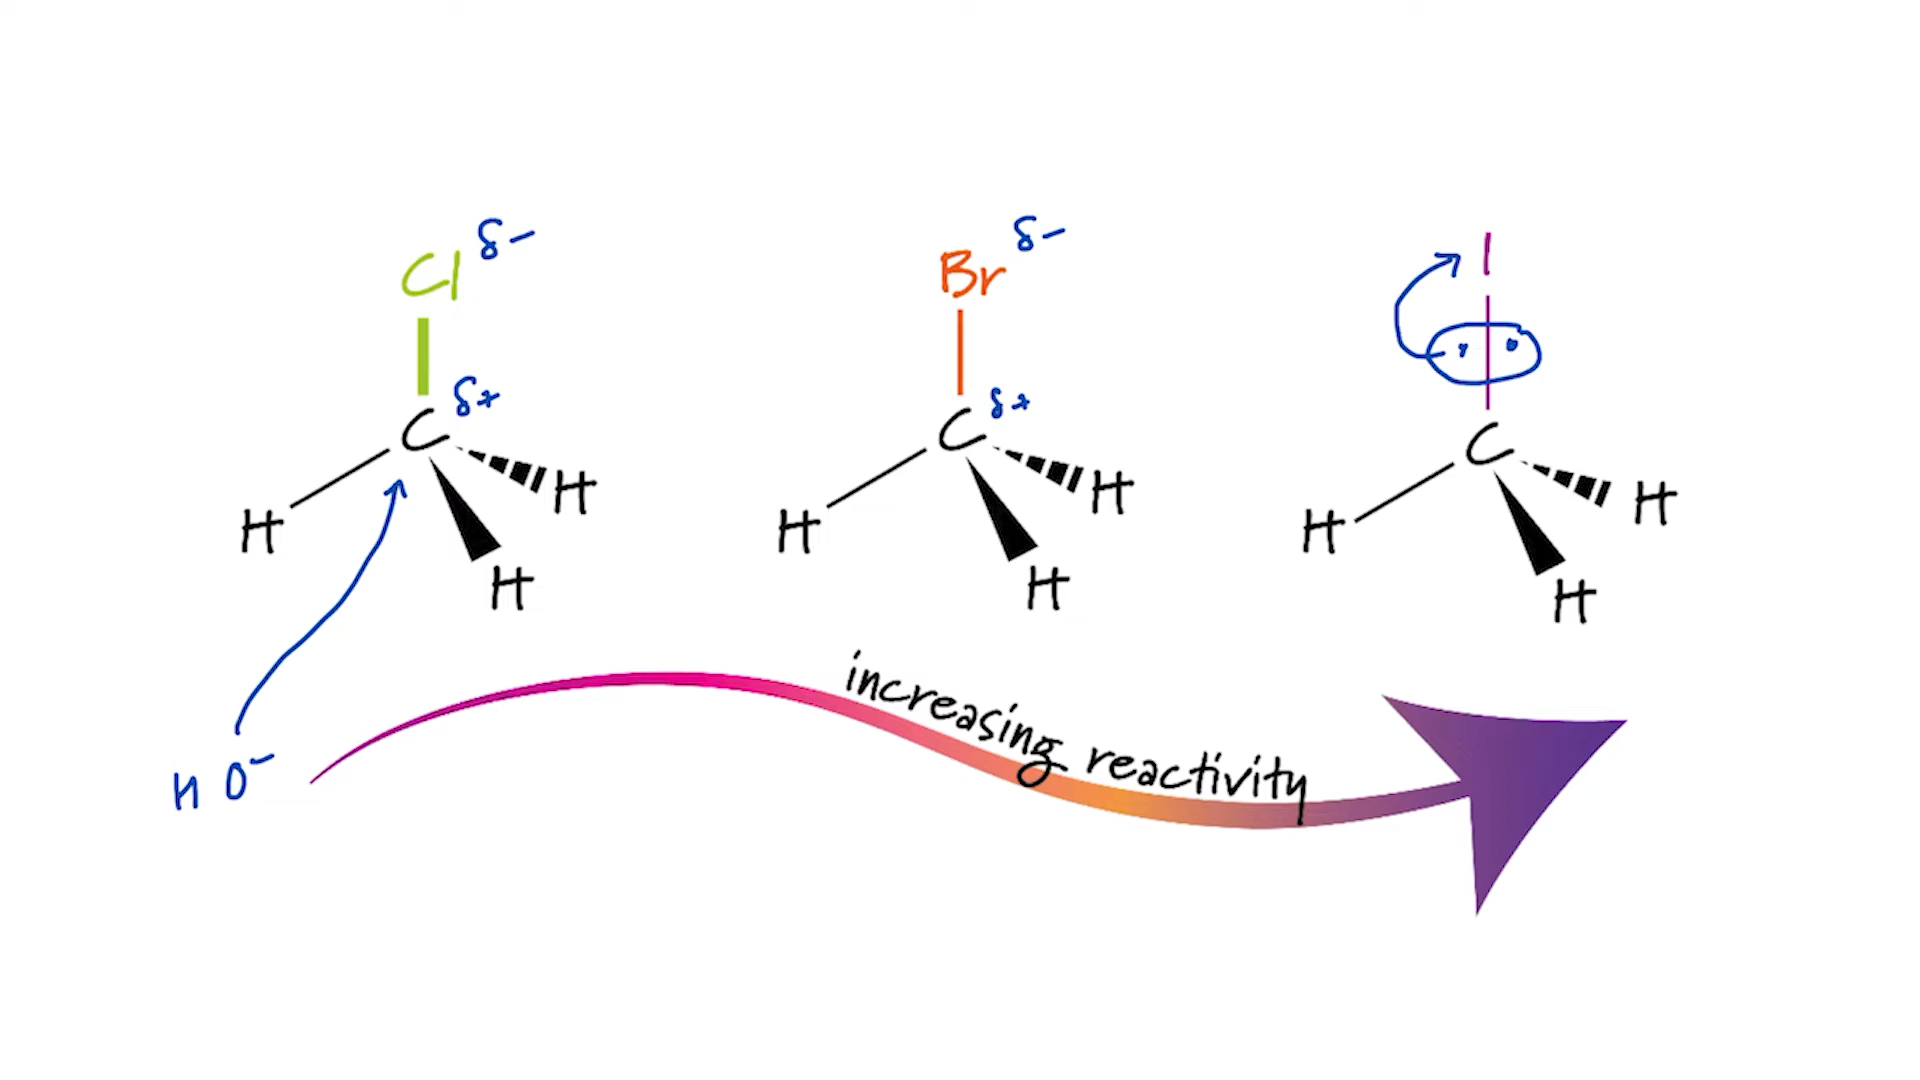 Cl δ− Br δ− I
C δ+ C δ+ C
H H H H H H
H H H
increasing reactivity
HO−